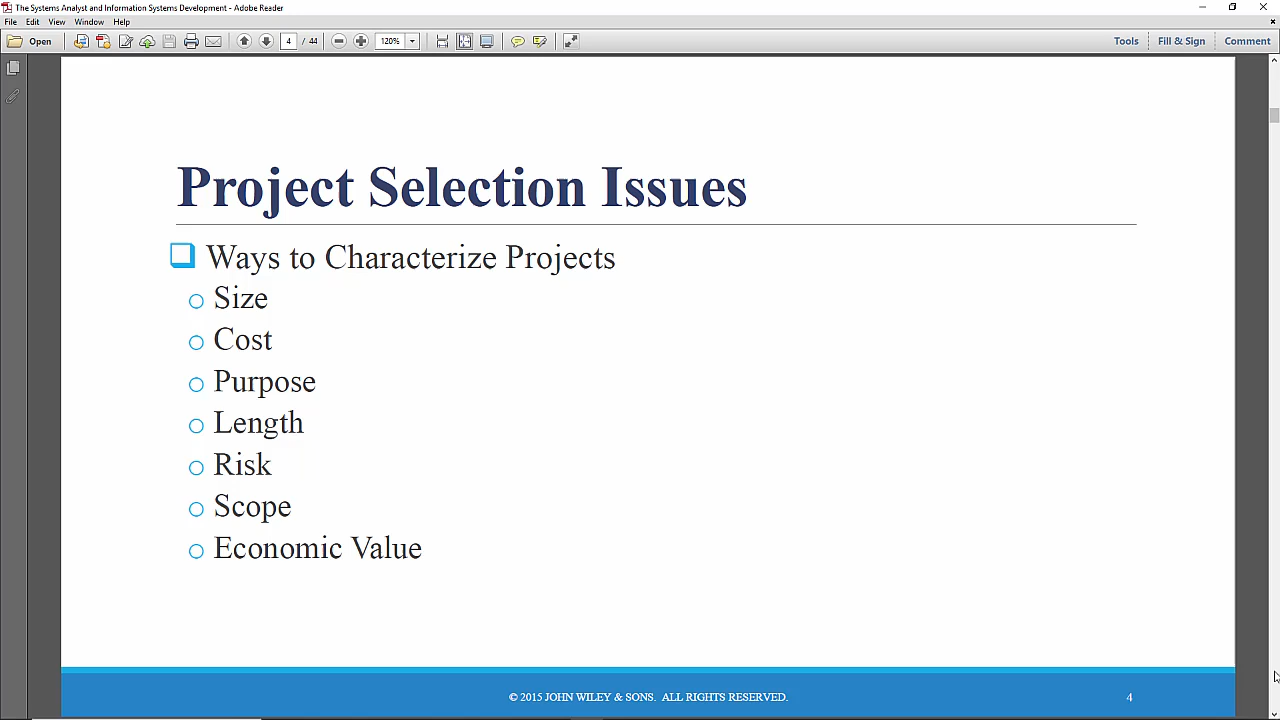 The Systems Analyst and Information Systems Development - Adobe Reader
File Edit View Window Help
Open 4 / 44 120% Tools Fill & Sign Comment
Project Selection Issues
Ways to Characterize Projects
Size
Cost
Purpose
Length
Risk
Scope
Economic Value
© 2015 JOHN WILEY & SONS. ALL RIGHTS RESERVED. 4